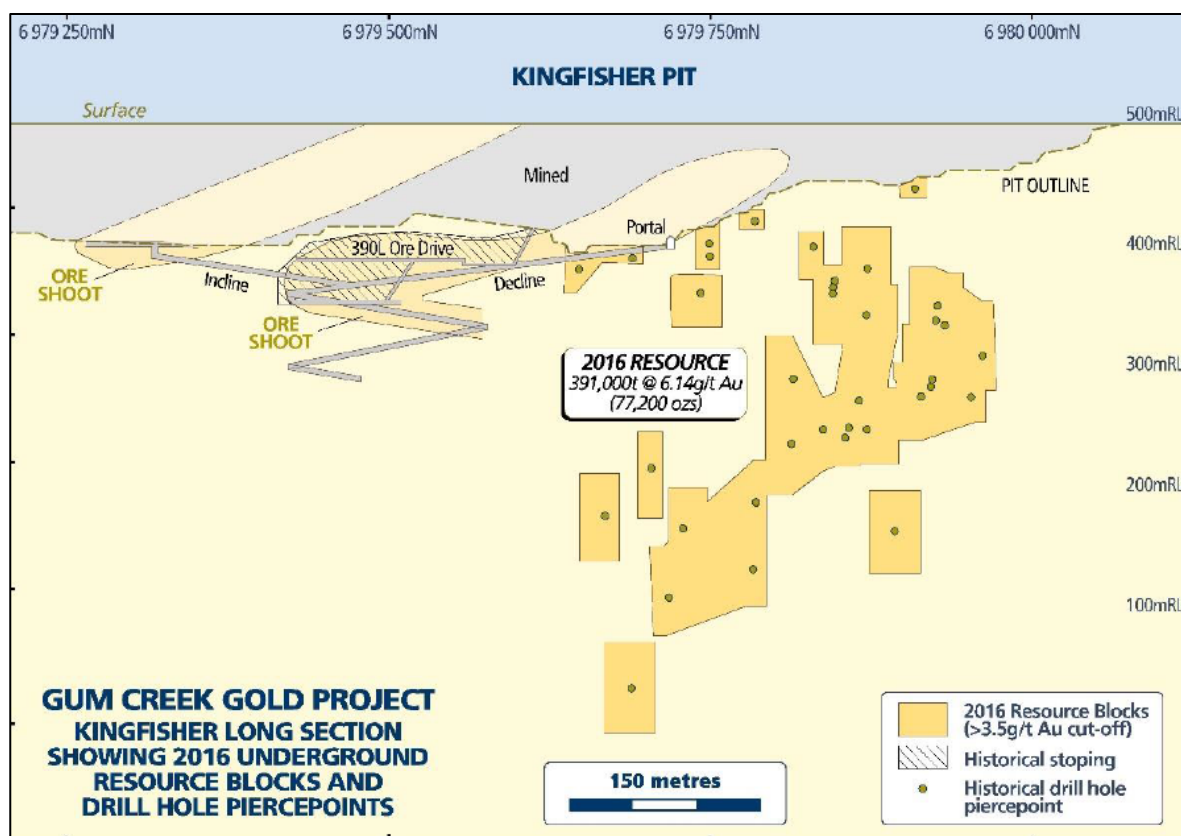 6 979 250mN 6 979 500mN 6 979 750mN 6 980 000mN
KINGFISHER PIT
Surface
500mRL
Mined
PIT OUTLINE
Portal
390L Ore Drive
400mRL
ORE
SHOOT
Incline
Decline
ORE
SHOOT
2016 RESOURCE
391,000t @ 6.14g/t Au
(77,200 ozs)
300mRL
200mRL
100mRL
GUM CREEK GOLD PROJECT
KINGFISHER LONG SECTION
SHOWING 2016 UNDERGROUND
RESOURCE BLOCKS AND
DRILL HOLE PIERCEPOINTS
150 metres
2016 Resource Blocks
(>3.5g/t Au cut-off)
Historical stoping
Historical drill hole
piercepoint